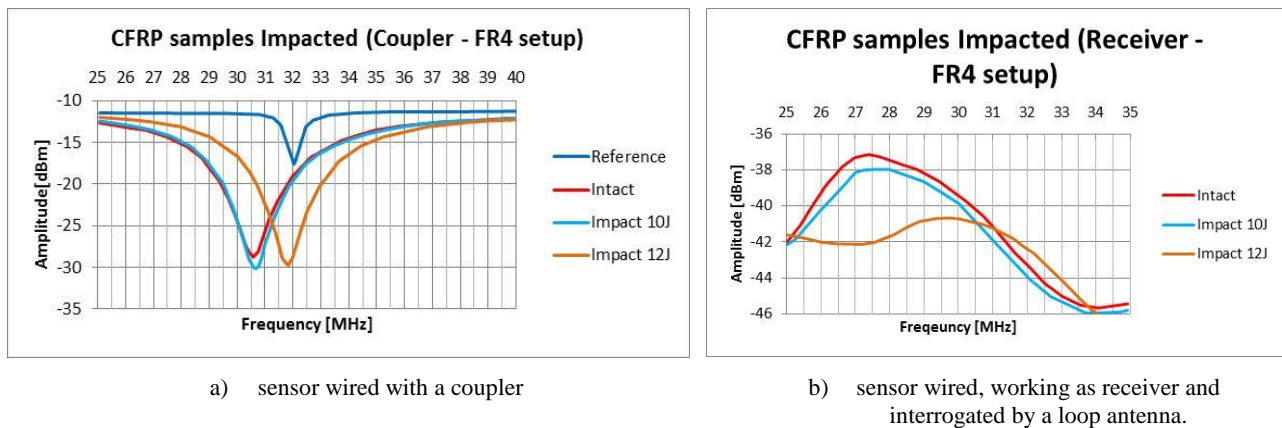 CFRP samples Impacted (Coupler - FR4 setup)
25 26 27 28 29 30 31 32 33 34 35 36 37 38 39 40
-10
-15
-20
-25
-30
-35
Amplitude[dBm]
Frequency [MHz]
Reference
Intact
Impact 10J
Impact 12J
a) sensor wired with a coupler
CFRP samples Impacted (Receiver -
FR4 setup)
25 26 27 28 29 30 31 32 33 34 35
-36
-38
-40
-42
-44
-46
Amplitude [dBm]
Freqeuncy [MHz]
Intact
Impact 10J
Impact 12J
b) sensor wired, working as receiver and
interrogated by a loop antenna.